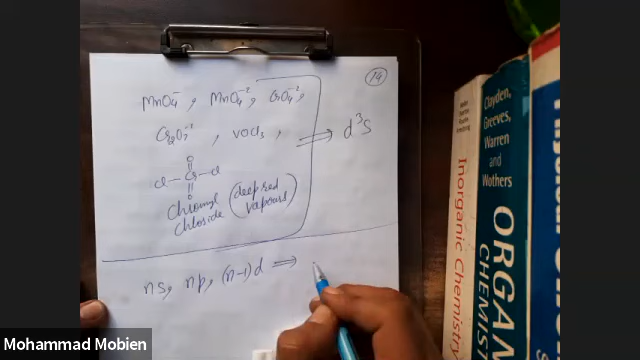 14
MnO4⁻, MnO4⁻², CrO4⁻²,
Cr2O7⁻², VOCl3, ⇒ d³s
O
Cl-Cr-Cl
O
Chromyl chloride (deep red vapours)
ns, np, (n-1)d ⇒
Inorganic Chemistry
Clayden,
Greeves,
Warren
and
Wothers
ORGANIC
CHEMISTRY
Mohammad Mobien